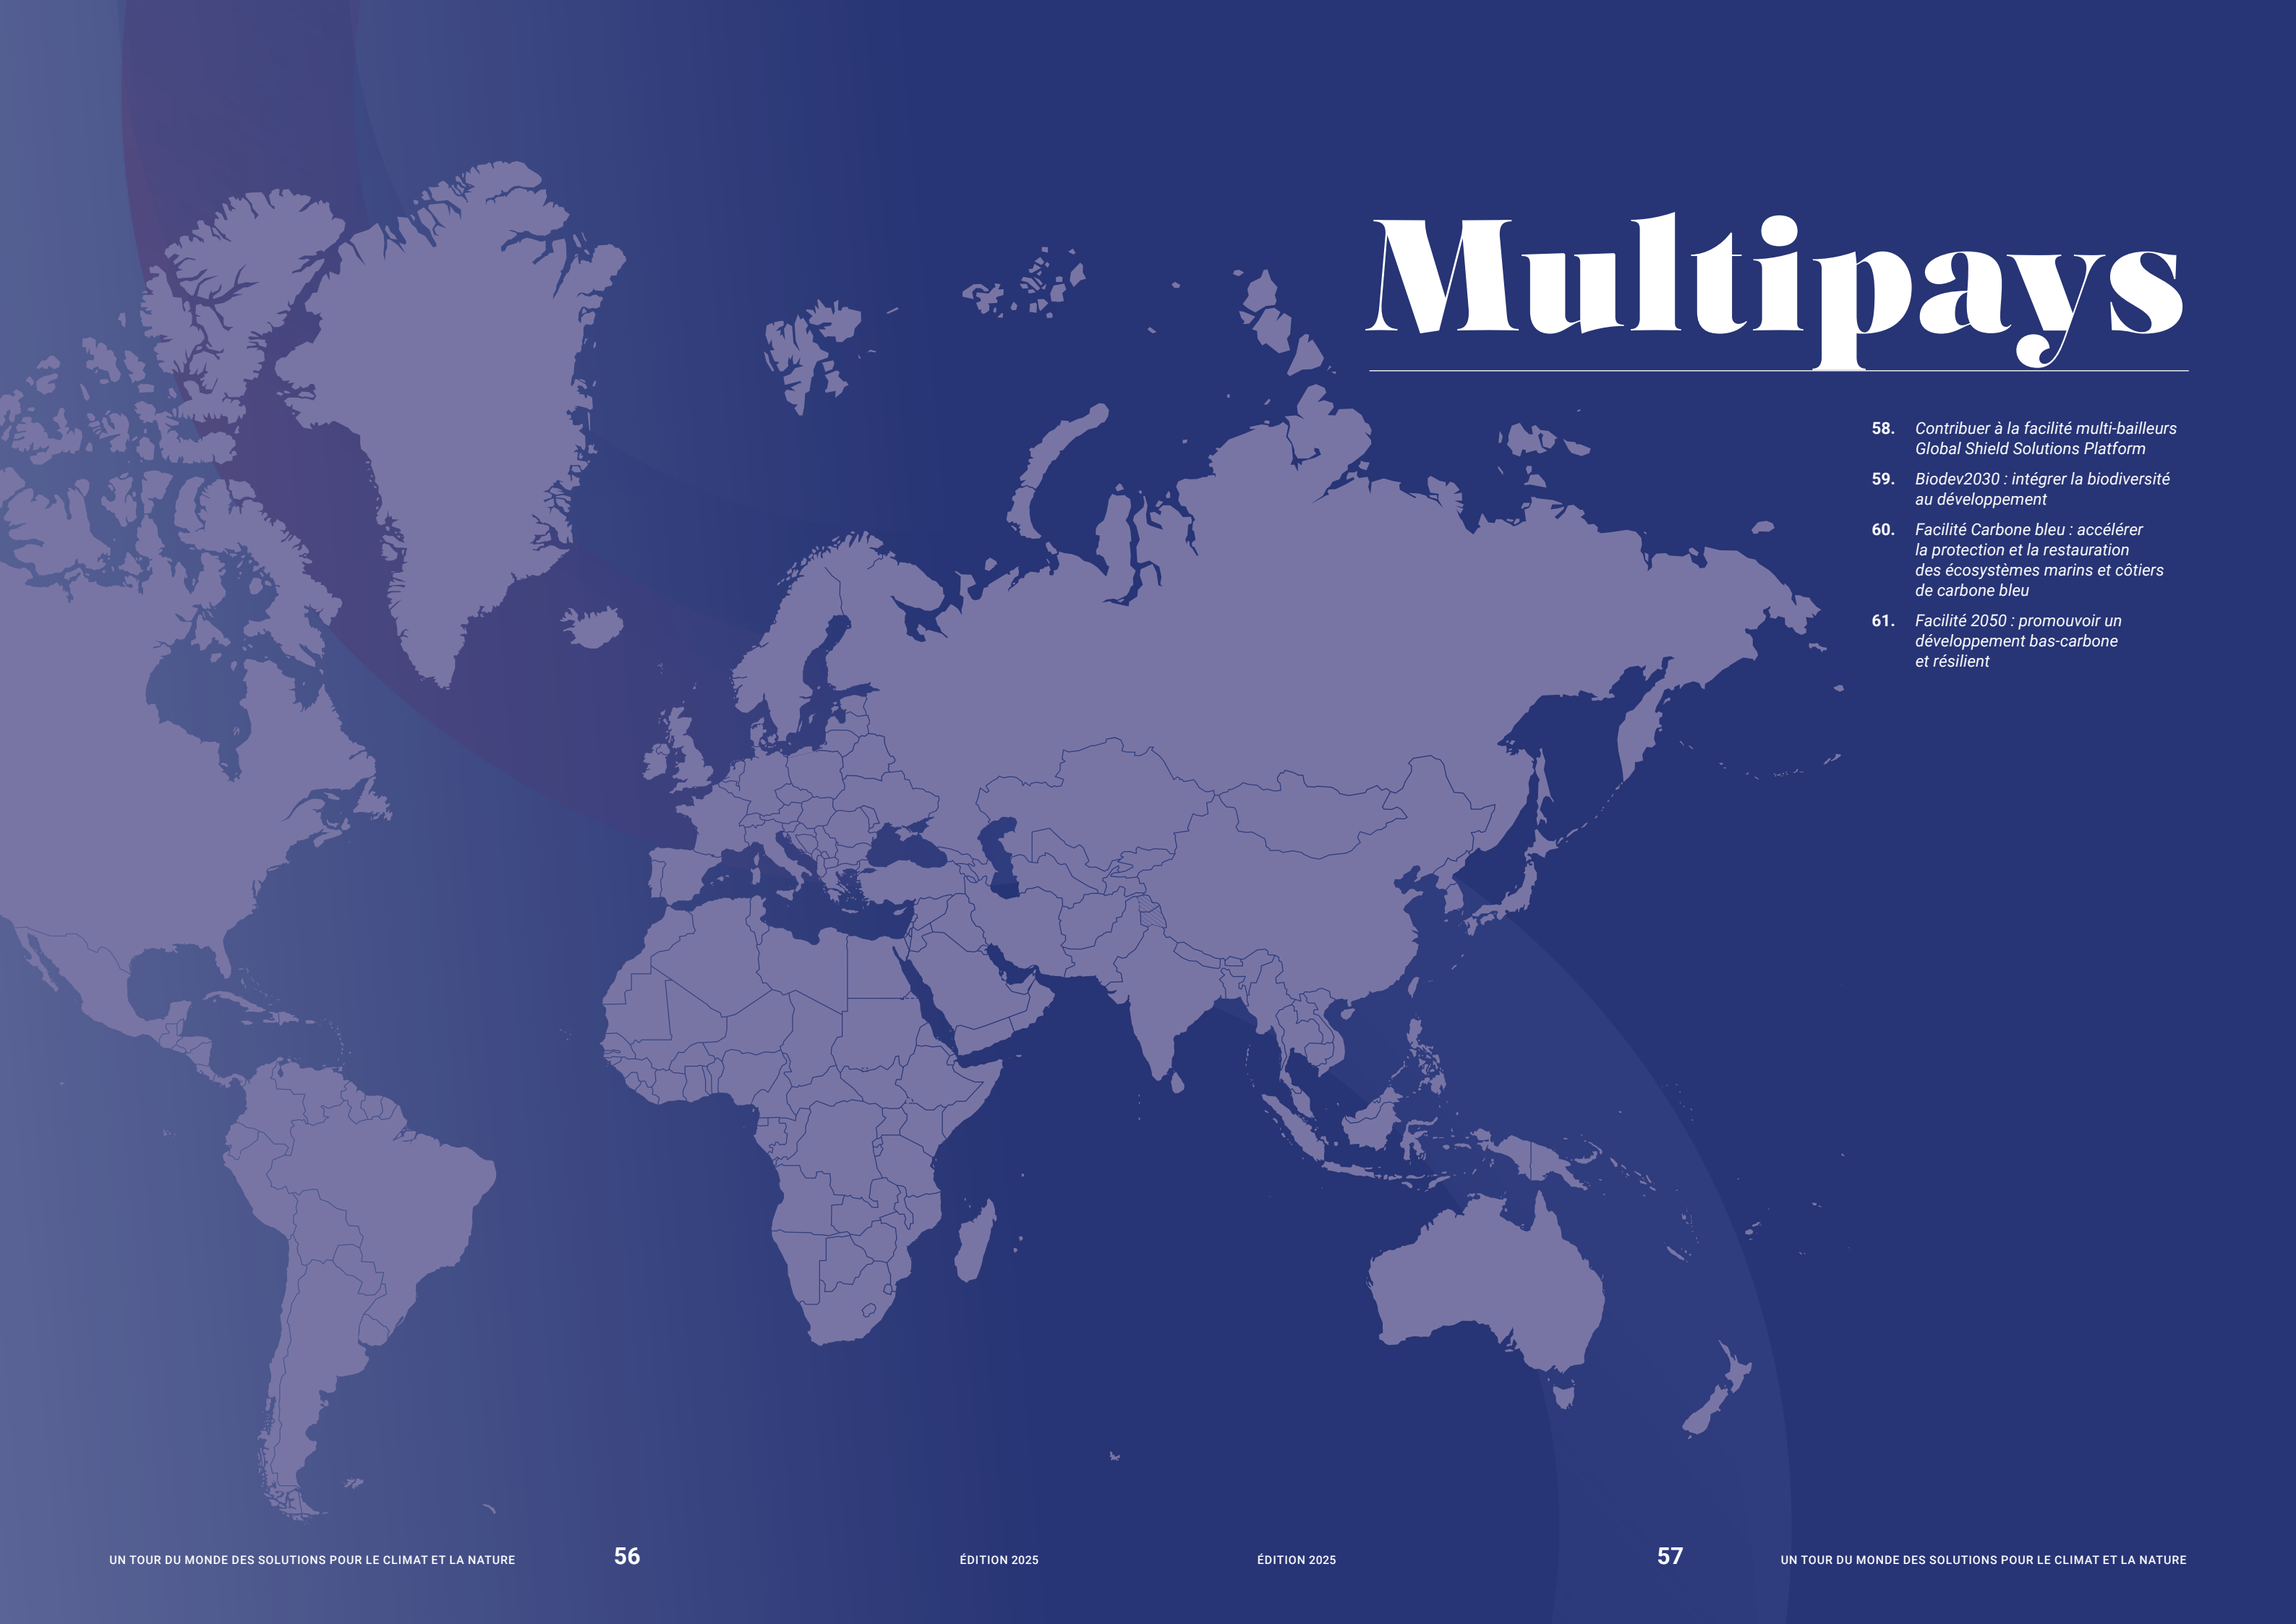 Multipays
58. Contribuer à la facilité multi-bailleurs
Global Shield Solutions Platform
59. Biodev2030 : intégrer la biodiversité
au développement
60. Facilité Carbone bleu : accélérer
la protection et la restauration
des écosystèmes marins et côtiers
de carbone bleu
61. Facilité 2050 : promouvoir un
développement bas-carbone
et résilient
UN TOUR DU MONDE DES SOLUTIONS POUR LE CLIMAT ET LA NATURE
56
ÉDITION 2025
ÉDITION 2025
57
UN TOUR DU MONDE DES SOLUTIONS POUR LE CLIMAT ET LA NATURE